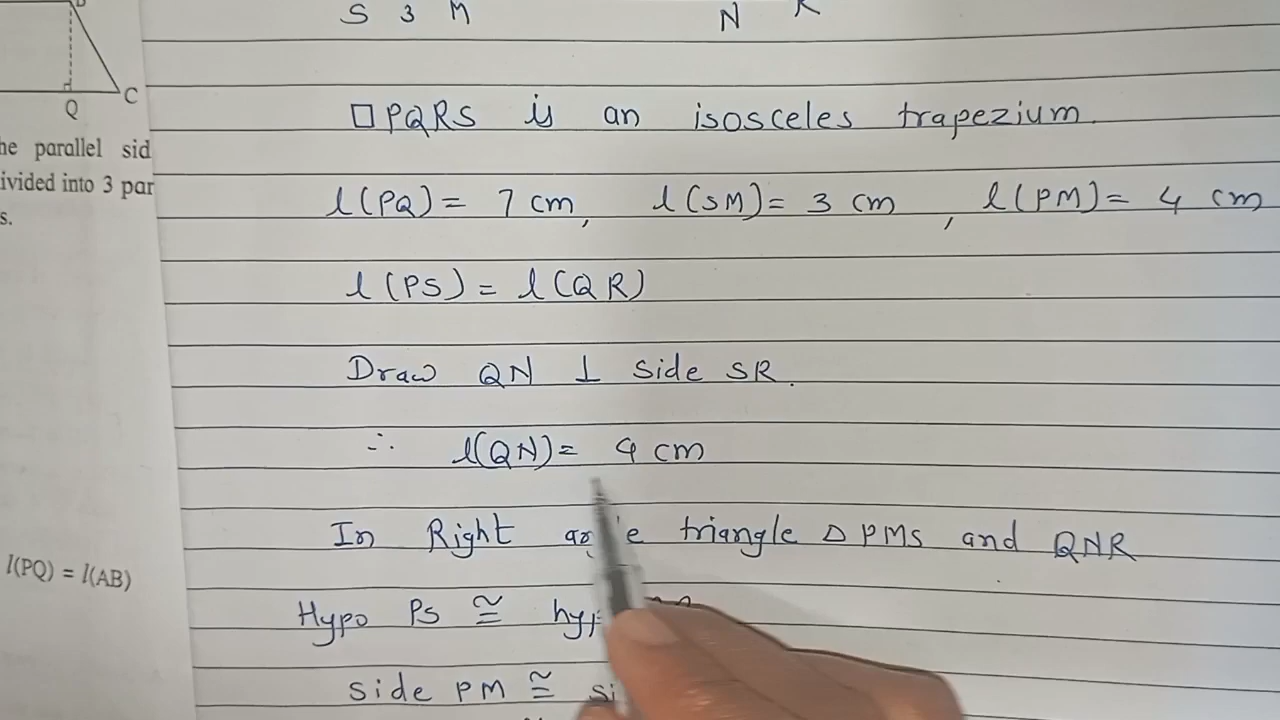 S 3 M N
Q C
he parallel sid
ivided into 3 par
s.
□PQRS is an isosceles trapezium.
l(PQ) = 7 cm, l(SM) = 3 cm, l(PM) = 4 cm
l(PS) = l(QR)
Draw QN ⊥ side SR.
∴ l(QN) = 4 cm
In Right triangle △ PMS and QNR
l(PQ) = l(AB)
Hypo PS ≅
side PM ≅